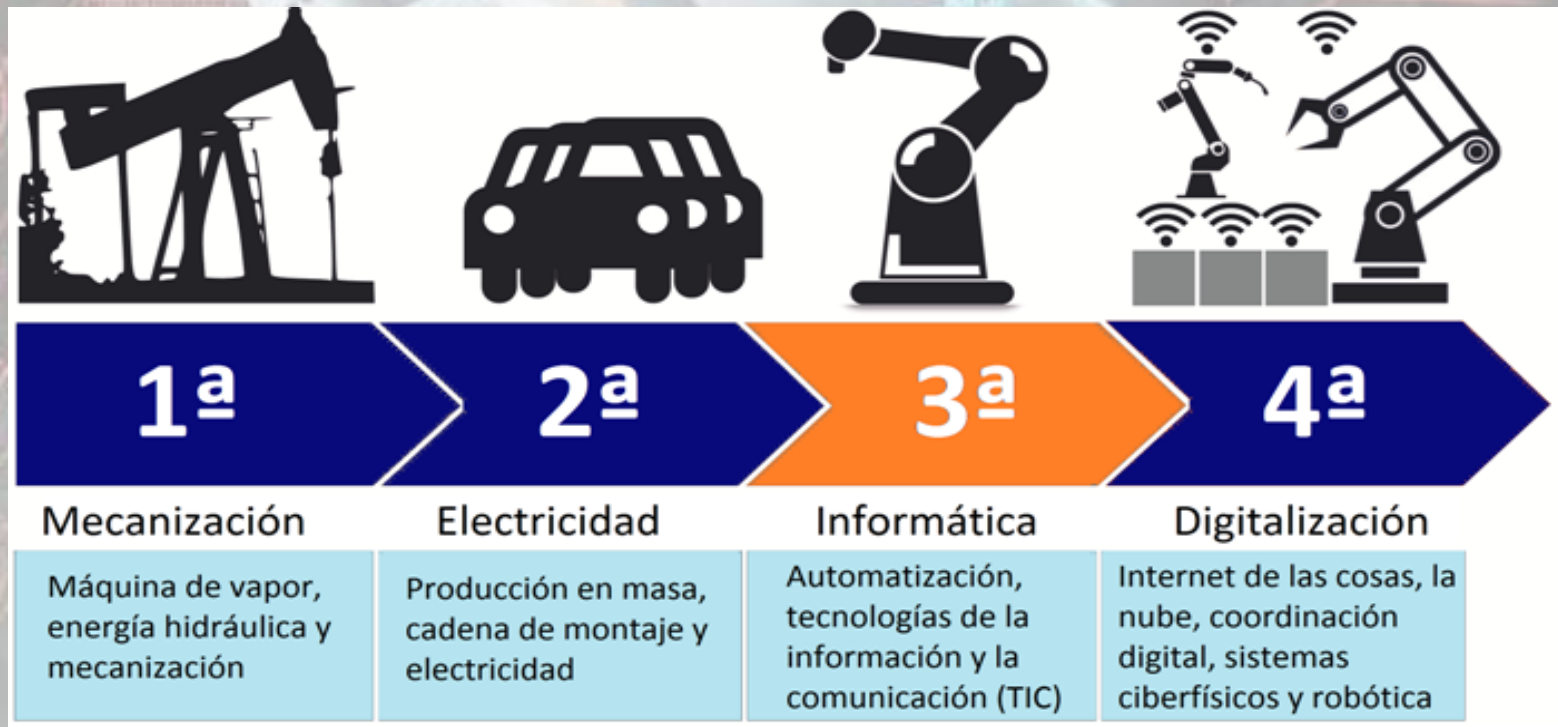 1ª
2ª
3ª
4ª
Mecanización
Electricidad
Informática
Digitalización
Máquina de vapor,
energía hidráulica y
mecanización
Producción en masa,
cadena de montaje y
electricidad
Automatización,
tecnologías de la
información y la
comunicación (TIC)
Internet de las cosas, la
nube, coordinación
digital, sistemas
ciberfísicos y robótica